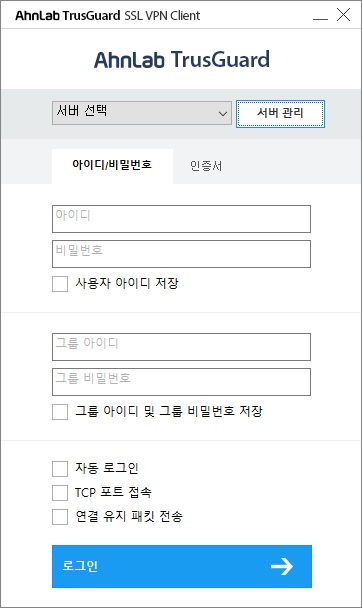 AhnLab TrusGuard SSL VPN Client
AhnLab TrusGuard
서버 선택
서버 관리
아이디/비밀번호
인증서
아이디
비밀번호
사용자 아이디 저장
그룹 아이디
그룹 비밀번호
그룹 아이디 및 그룹 비밀번호 저장
자동 로그인
TCP 포트 접속
연결 유지 패킷 전송
로그인